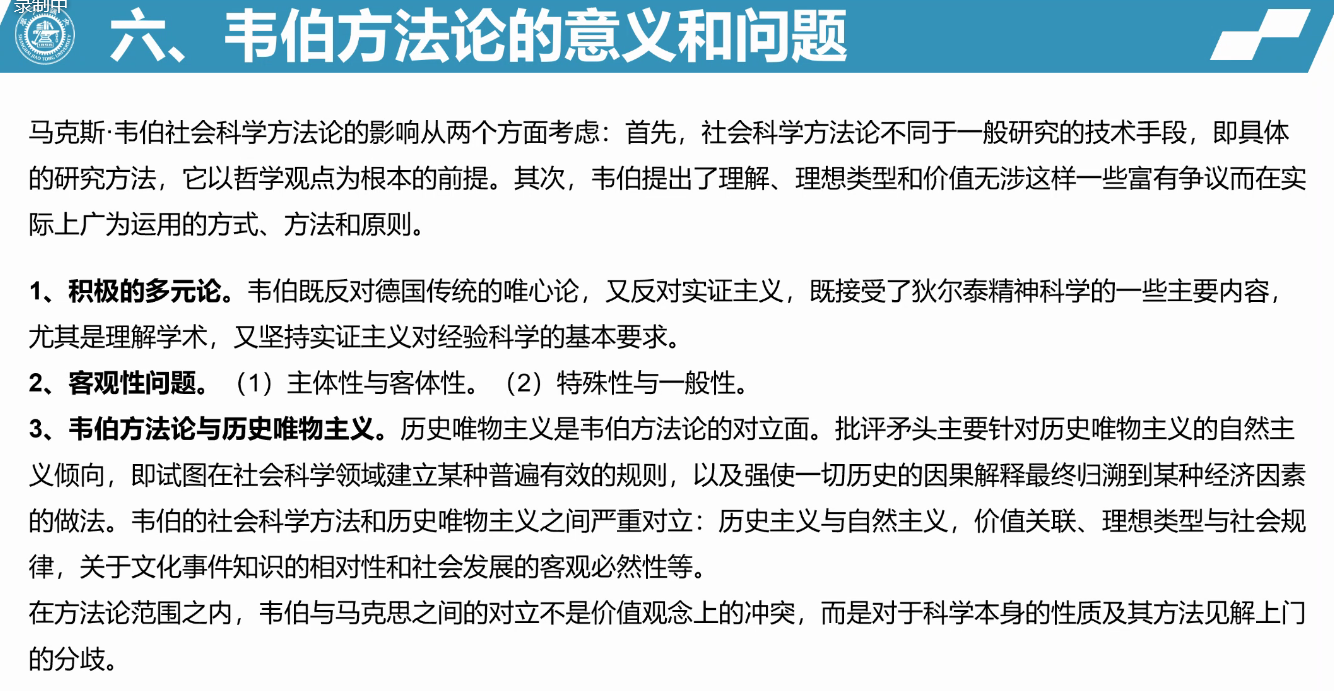 录制中
六、韦伯方法论的意义和问题
马克斯·韦伯社会科学方法论的影响从两个方面考虑：首先，社会科学方法论不同于一般研究的技术手段，即具体
的研究方法，它以哲学观点为根本的前提。其次，韦伯提出了理解、理想类型和价值无涉这样一些富有争议而在实
际上广为运用的方式、方法和原则。
1、积极的多元论。韦伯既反对德国传统的唯心论，又反对实证主义，既接受了狄尔泰精神科学的一些主要内容，
尤其是理解学术，又坚持实证主义对经验科学的基本要求。
2、客观性问题。（1）主体性与客体性。（2）特殊性与一般性。
3、韦伯方法论与历史唯物主义。历史唯物主义是韦伯方法论的对立面。批评矛头主要针对历史唯物主义的自然主
义倾向，即试图在社会科学领域建立某种普遍有效的规则，以及强使一切历史的因果解释最终归溯到某种经济因素
的做法。韦伯的社会科学方法和历史唯物主义之间严重对立：历史主义与自然主义，价值关联、理想类型与社会规
律，关于文化事件知识的相对性和社会发展的客观必然性等。
在方法论范围之内，韦伯与马克思之间的对立不是价值观念上的冲突，而是对于科学本身的性质及其方法见解上门
的分歧。